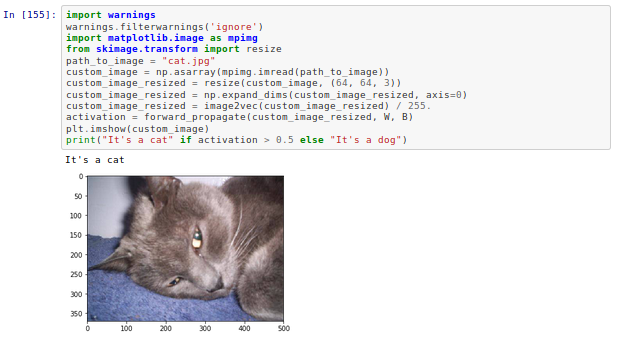 In [155]: import warnings
warnings.filterwarnings('ignore')
import matplotlib.image as mpimg
from skimage.transform import resize
path_to_image = "cat.jpg"
custom_image = np.asarray(mpimg.imread(path_to_image))
custom_image_resized = resize(custom_image, (64, 64, 3))
custom_image_resized = np.expand_dims(custom_image_resized, axis=0)
custom_image_resized = image2vec(custom_image_resized) / 255.
activation = forward_propagate(custom_image_resized, W, B)
plt.imshow(custom_image)
print("It's a cat" if activation > 0.5 else "It's a dog")
It's a cat
0
50
100
150
200
250
300
350
0 100 200 300 400 500